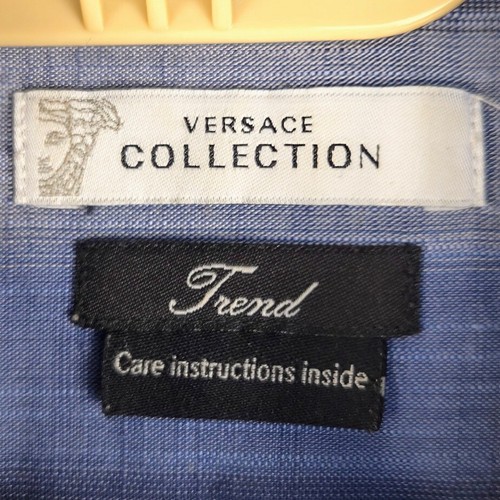 VERSACE
COLLECTION
Trend
Care instructions inside